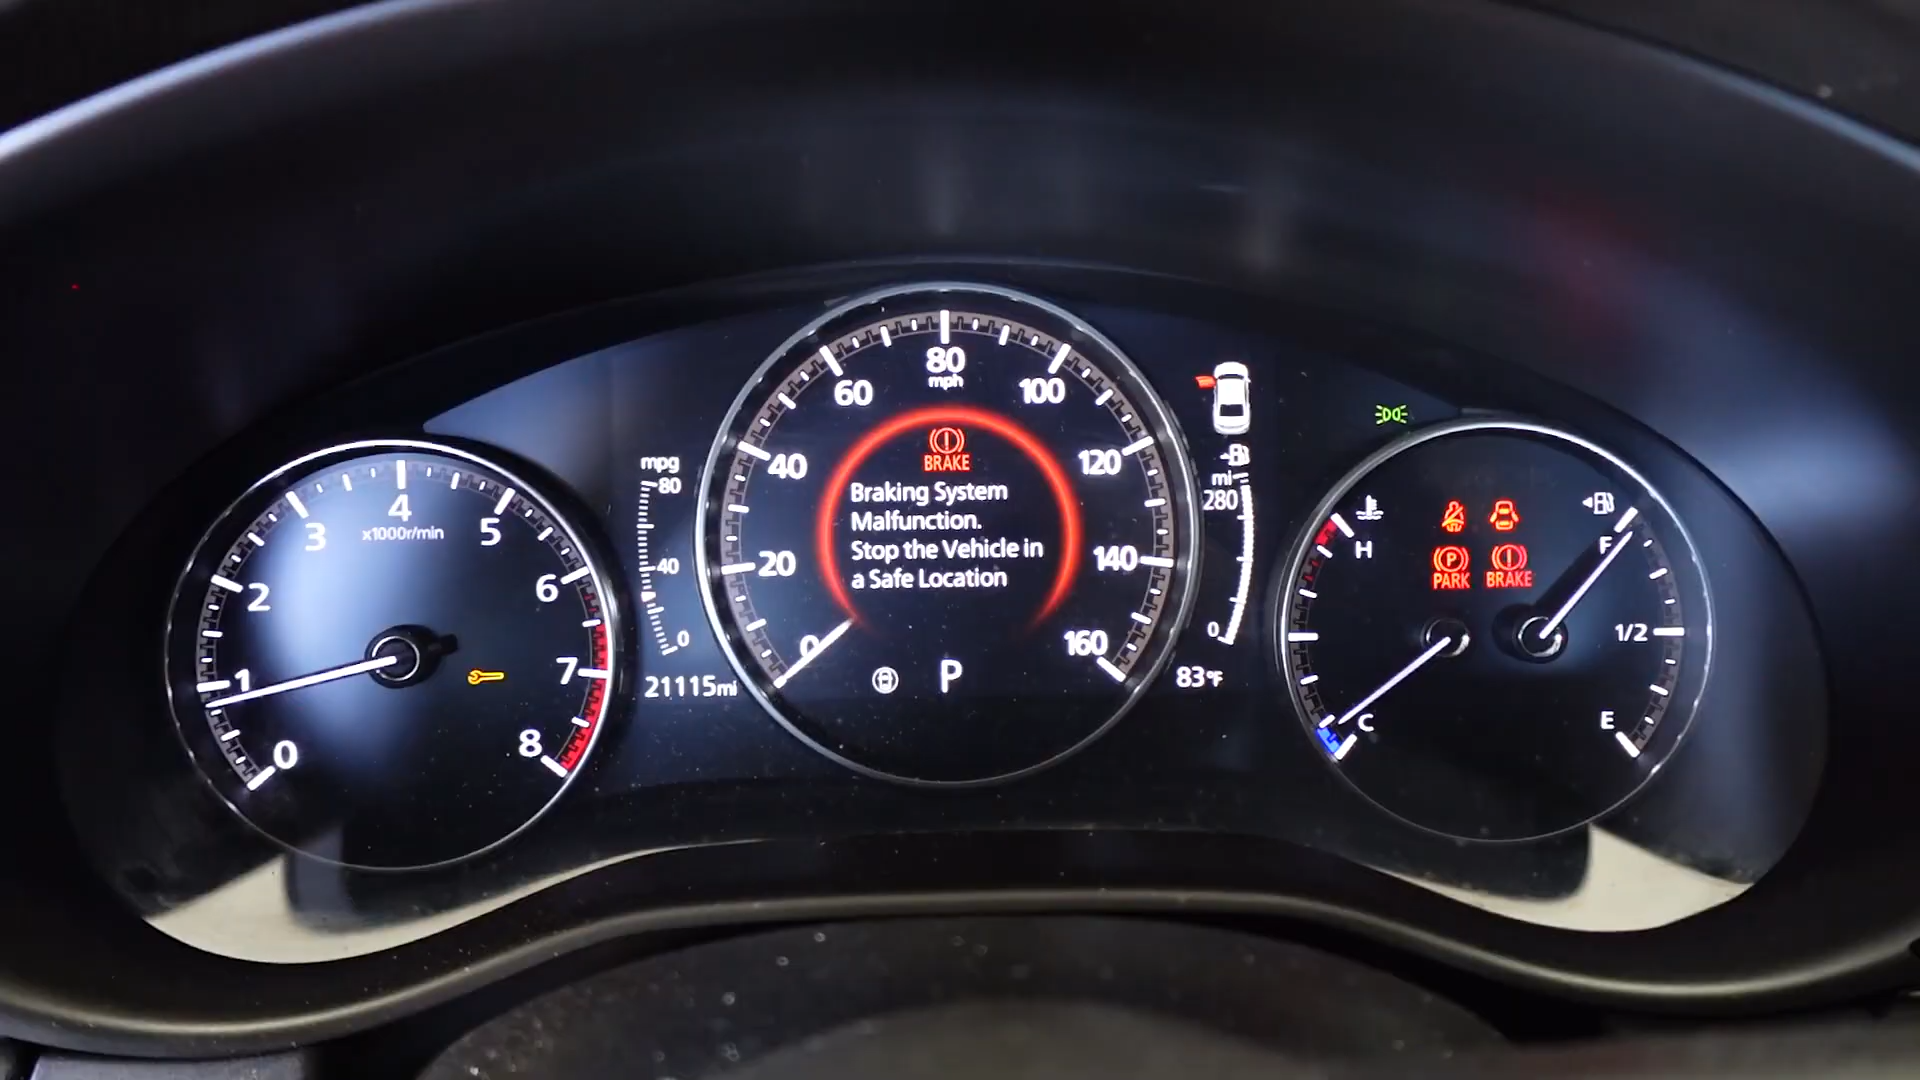 0
1
2
3
4
5
6
7
8
x1000r/min
mpg
80
40
0
21115mi
0
20
40
60
80
mph
100
120
140
160
BRAKE
Braking System
Malfunction.
Stop the Vehicle in
a Safe Location
P
mi
280
0
83°F
H
C
P
PARK
BRAKE
F
1/2
E